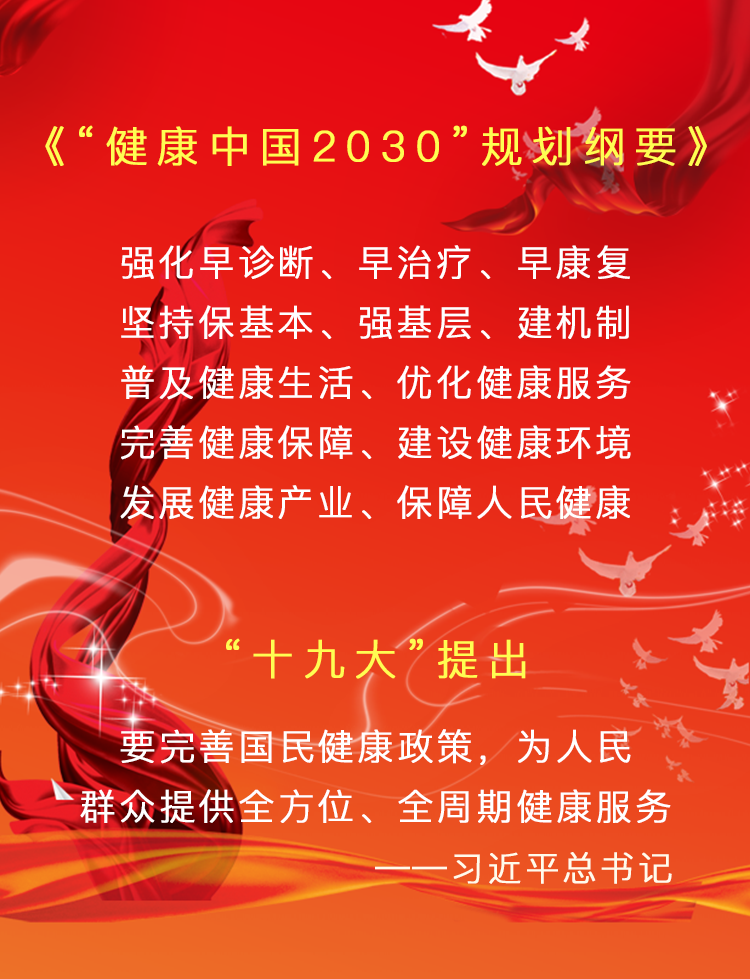 《“健康中国2030”规划纲要》
强化早诊断、早治疗、早康复
坚持保基本、强基层、建机制
普及健康生活、优化健康服务
完善健康保障、建设健康环境
发展健康产业、保障人民健康
“十九大”提出
要完善国民健康政策，为人民
群众提供全方位、全周期健康服务
——习近平总书记